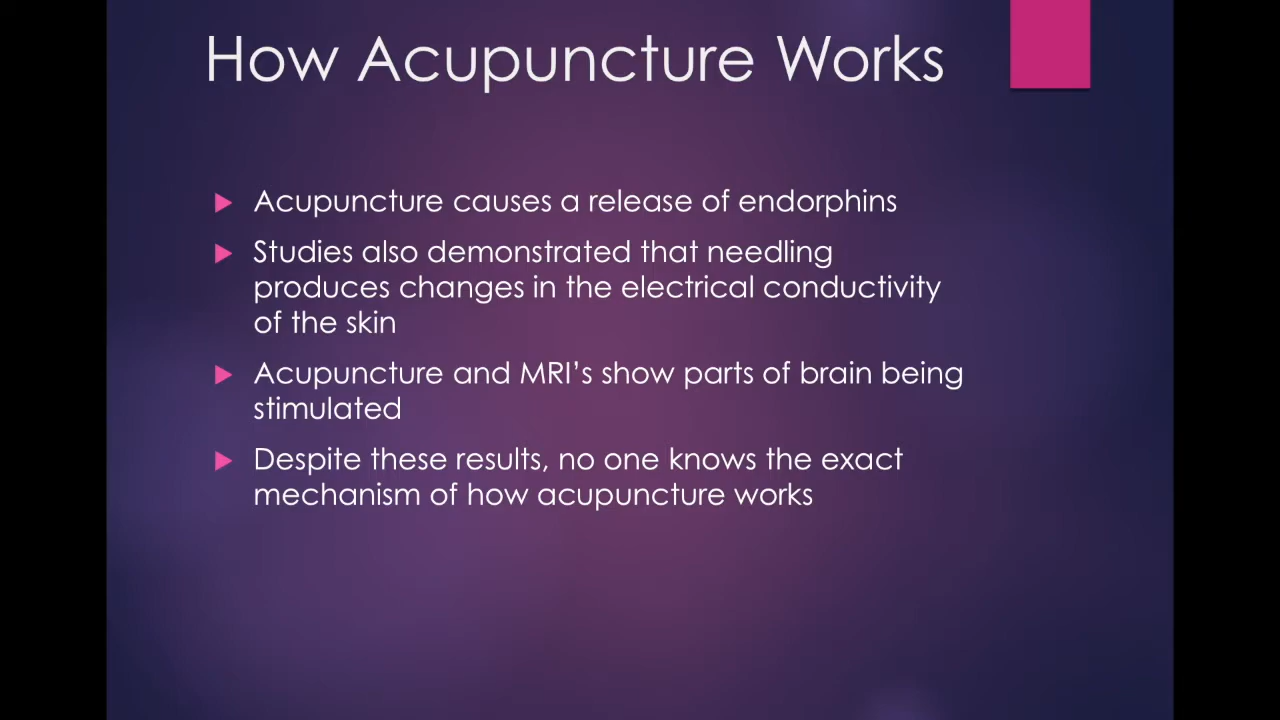 How Acupuncture Works
Acupuncture causes a release of endorphins
Studies also demonstrated that needling
produces changes in the electrical conductivity
of the skin
Acupuncture and MRI’s show parts of brain being
stimulated
Despite these results, no one knows the exact
mechanism of how acupuncture works